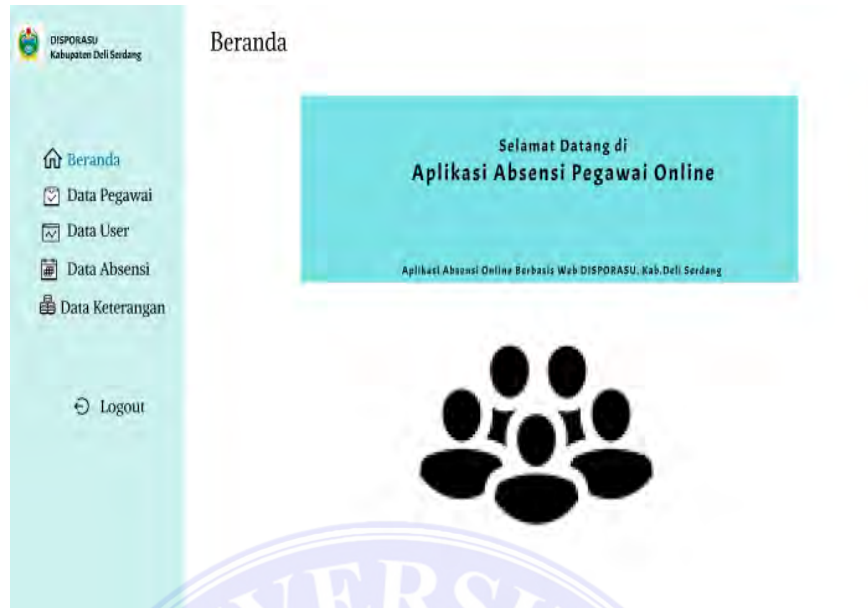 DISPORASU
Kabupaten Deli Serdang
Beranda
Beranda
Data Pegawai
Data User
Data Absensi
Data Keterangan
Logout
Selamat Datang di
Aplikasi Absensi Pegawai Online
Aplikasi Absensi Online Berbasis Web DISPORASU. Kab.Deli Serdang
VERSI